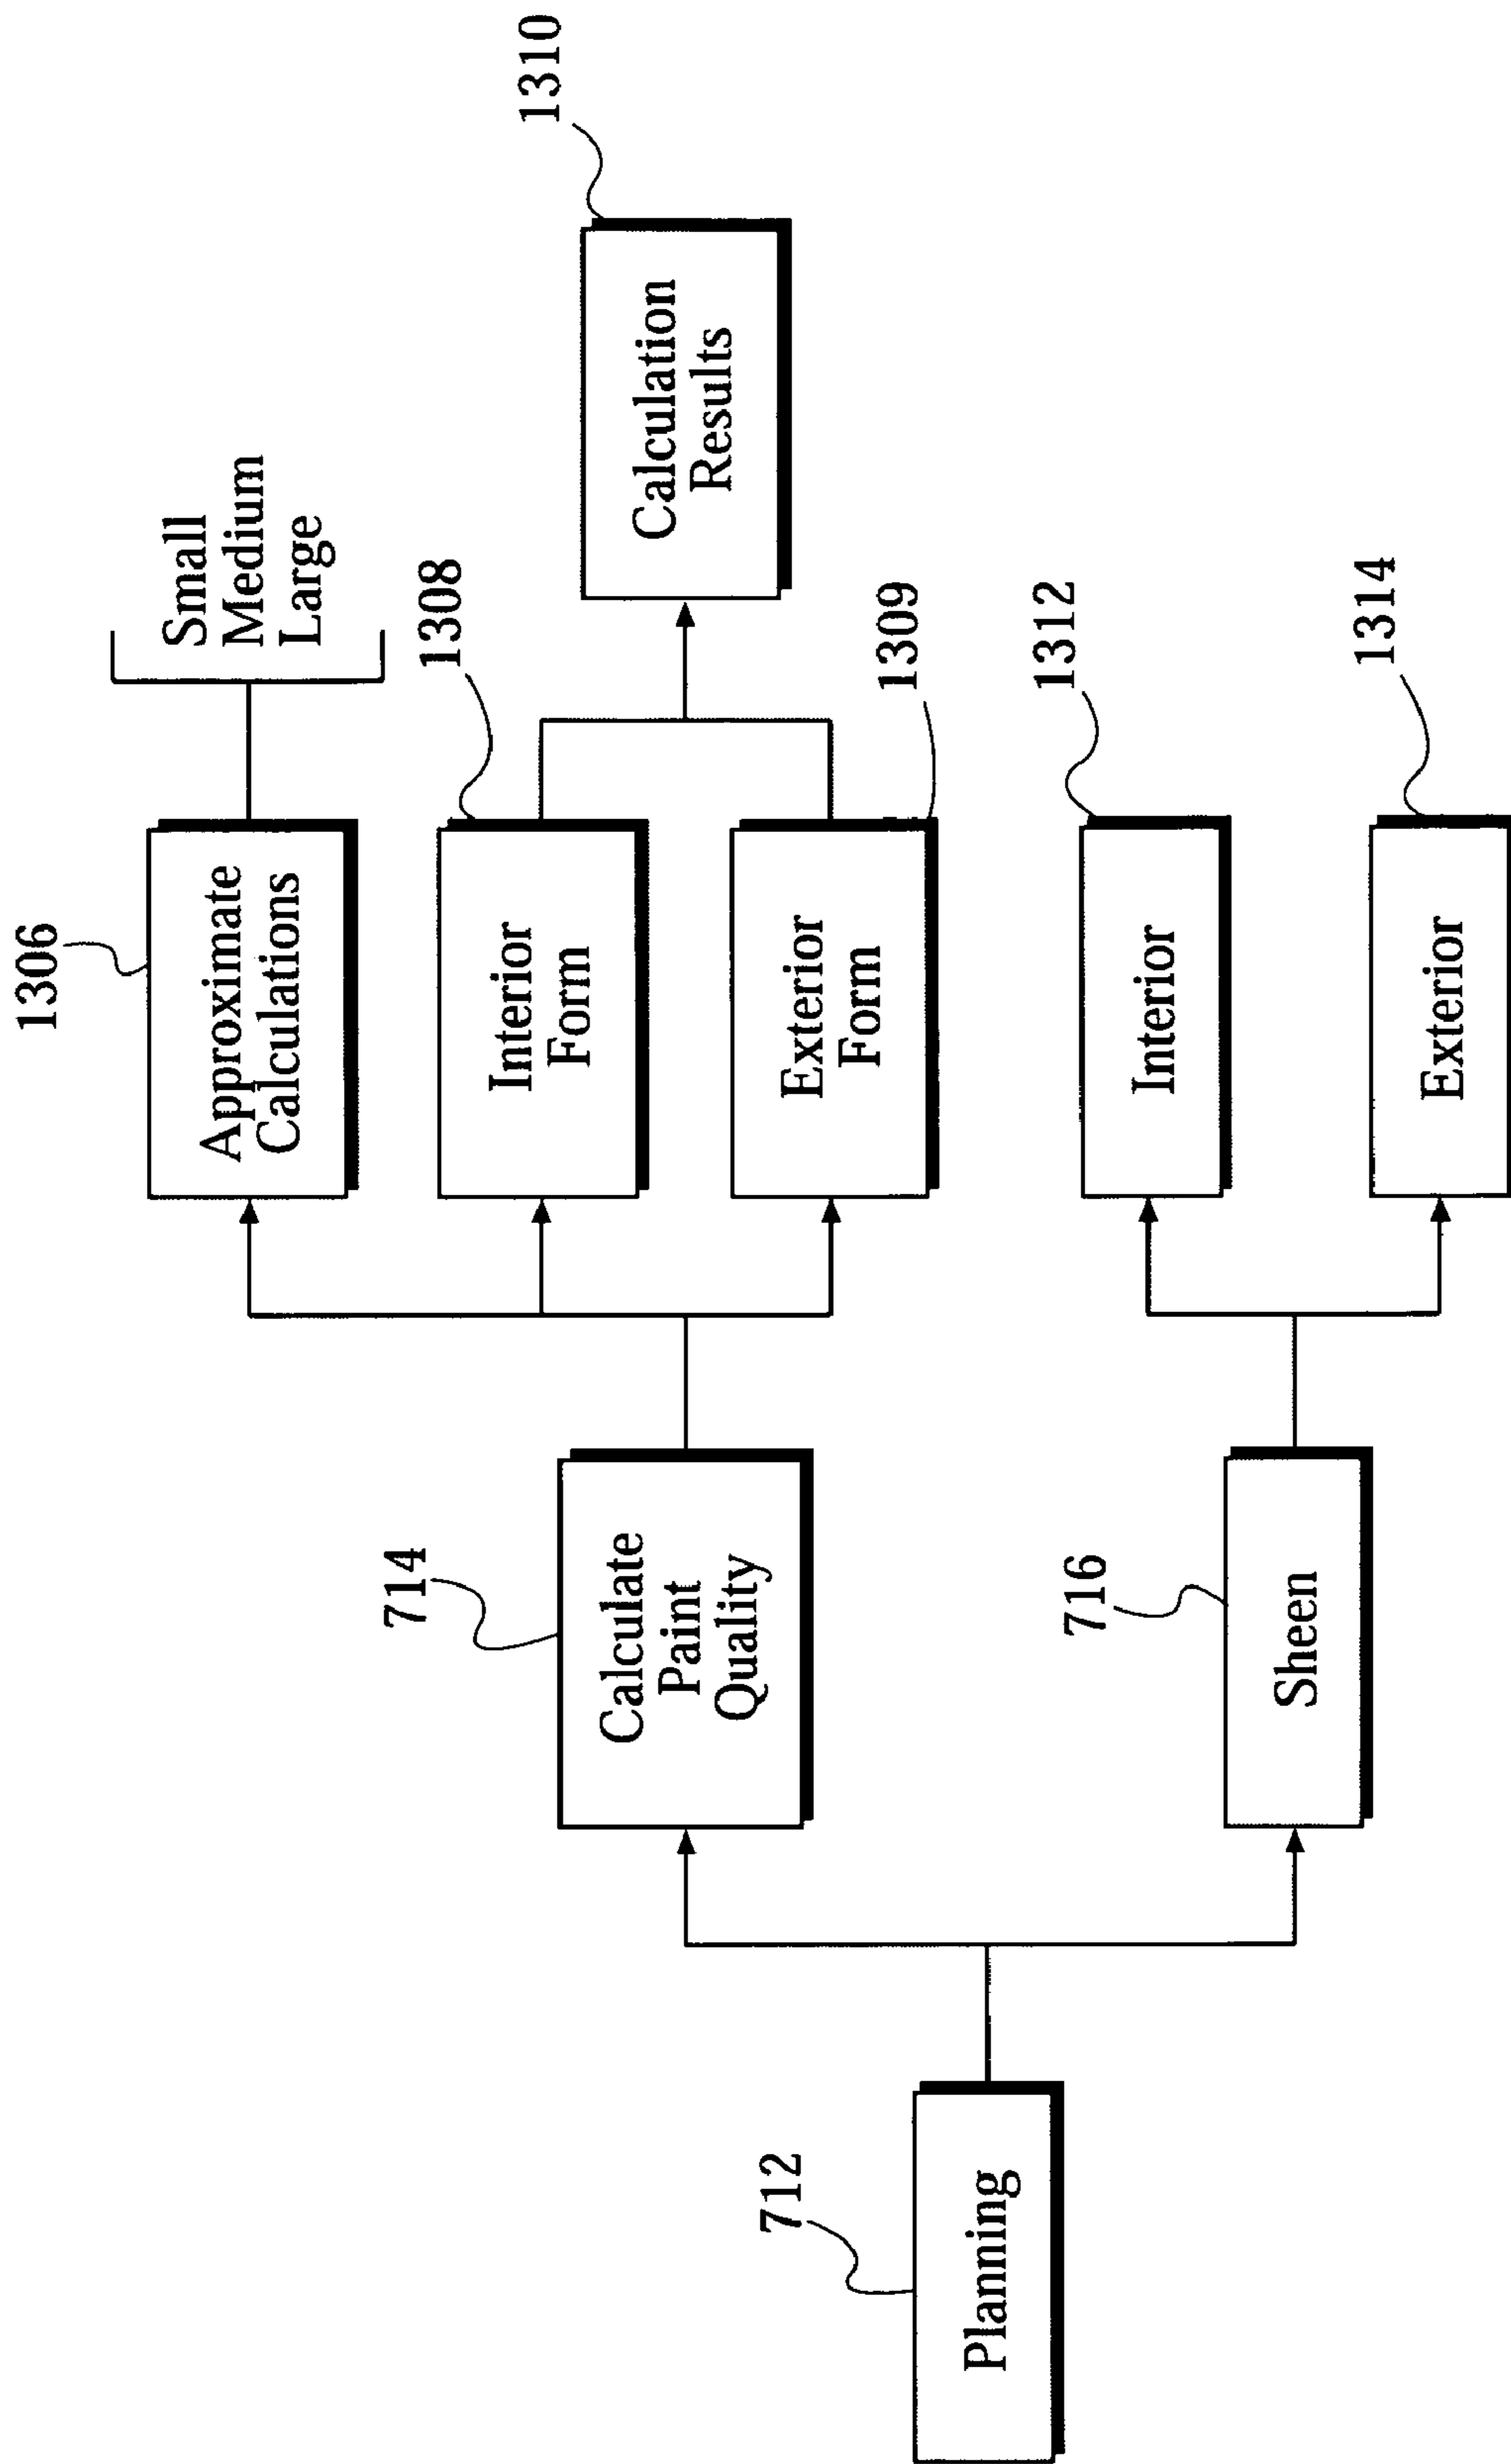 712
Planning
714
Calculate
Paint
Quality
716
Sheen
1306
Approximate
Calculations
Small
Medium
Large
1308
Interior
Form
1309
Exterior
Form
1310
Calculation
Results
1312
Interior
1314
Exterior